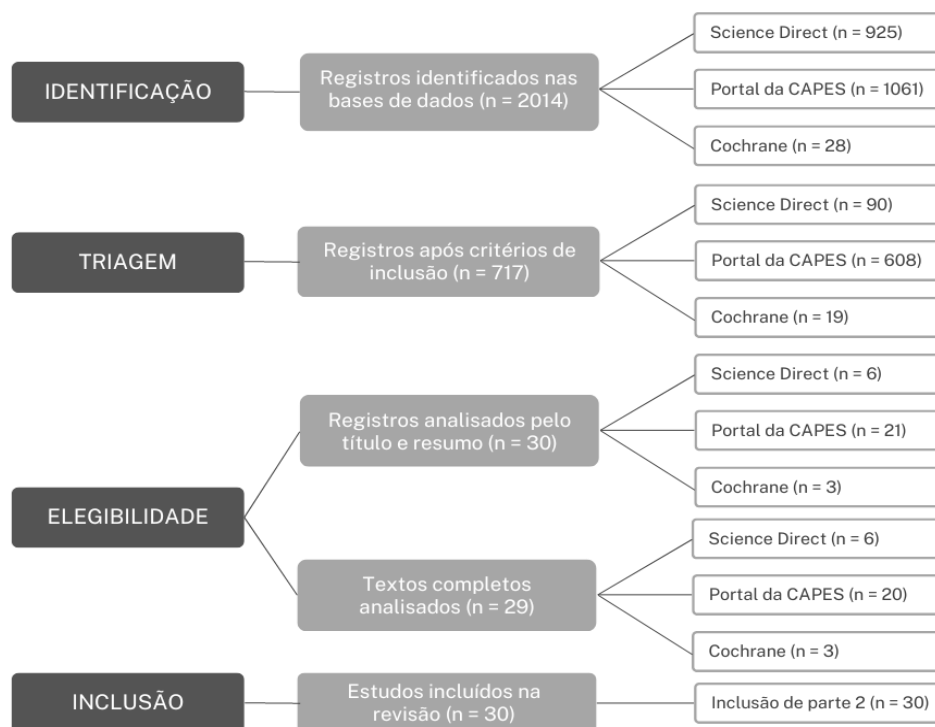 IDENTIFICAÇÃO
Registros identificados nas
bases de dados (n = 2014)
Science Direct (n = 925)
Portal da CAPES (n = 1061)
Cochrane (n = 28)
TRIAGEM
Registros após critérios de
inclusão (n = 717)
Science Direct (n = 90)
Portal da CAPES (n = 608)
Cochrane (n = 19)
ELEGIBILIDADE
Registros analisados pelo
título e resumo (n = 30)
Science Direct (n = 6)
Portal da CAPES (n = 21)
Cochrane (n = 3)
Textos completos
analisados (n = 29)
Science Direct (n = 6)
Portal da CAPES (n = 20)
Cochrane (n = 3)
INCLUSÃO
Estudos incluídos na
revisão (n = 30)
Inclusão de parte 2 (n = 30)